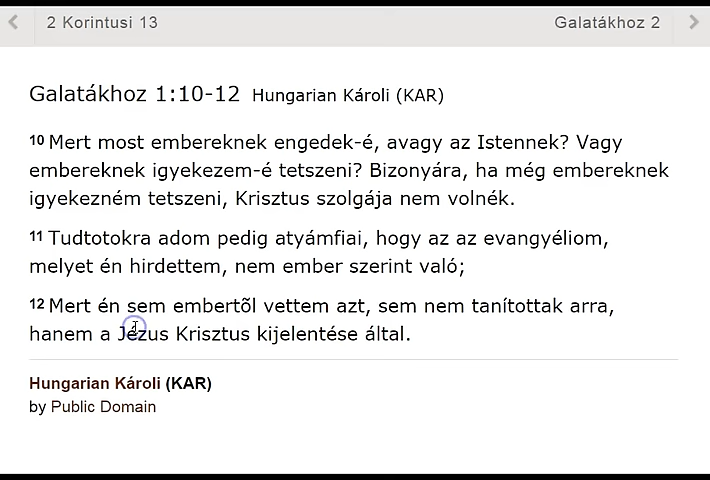 2 Korintusi 13
Galatákhoz 2
Galatákhoz 1:10-12 Hungarian Károli (KAR)
10 Mert most embereknek engedek-é, avagy az Istennek? Vagy
embereknek igyekezem-é tetszeni? Bizonyára, ha még embereknek
igyekezném tetszeni, Krisztus szolgája nem volnék.
11 Tudtotokra adom pedig atyámfiai, hogy az az evangyéliom,
melyet én hirdettem, nem ember szerint való;
12 Mert én sem embertõl vettem azt, sem nem tanítottak arra,
hanem a Jézus Krisztus kijelentése által.
Hungarian Károli (KAR)
by Public Domain